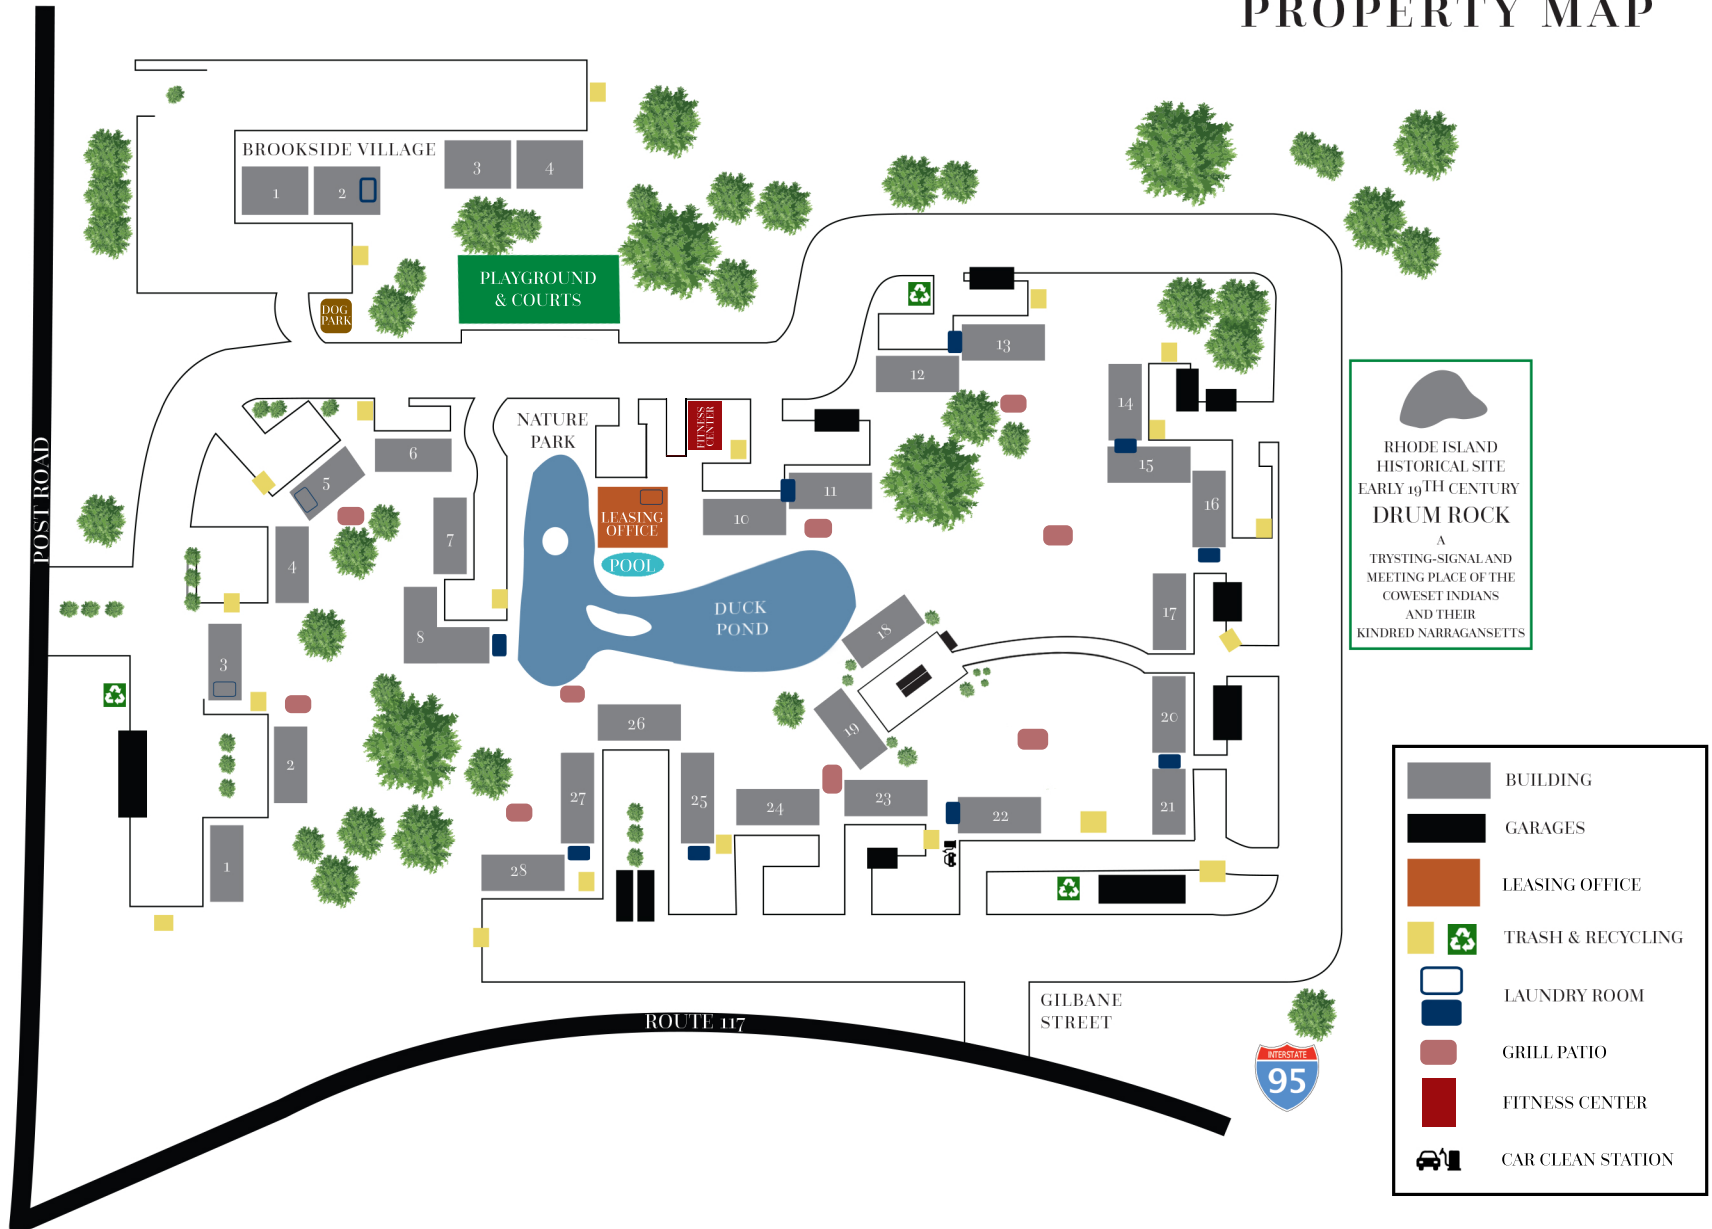 PROPERTY MAP
BROOKSIDE VILLAGE
1
2
3
4
PLAYGROUND
& COURTS
DOG
PARK
POST ROAD
NATURE
PARK
FITNESS
CENTER
LEASING
OFFICE
POOL
DUCK
POND
1
2
3
4
5
6
7
8
10
11
12
13
14
15
16
17
18
19
20
21
22
23
24
25
26
27
28
ROUTE 117
GILBANE
STREET
INTERSTATE
95
RHODE ISLAND
HISTORICAL SITE
EARLY 19TH CENTURY
DRUM ROCK
A
TRYSTING-SIGNAL AND
MEETING PLACE OF THE
COWESET INDIANS
AND THEIR
KINDRED NARRAGANSETTS
BUILDING
GARAGES
LEASING OFFICE
TRASH & RECYCLING
LAUNDRY ROOM
GRILL PATIO
FITNESS CENTER
CAR CLEAN STATION